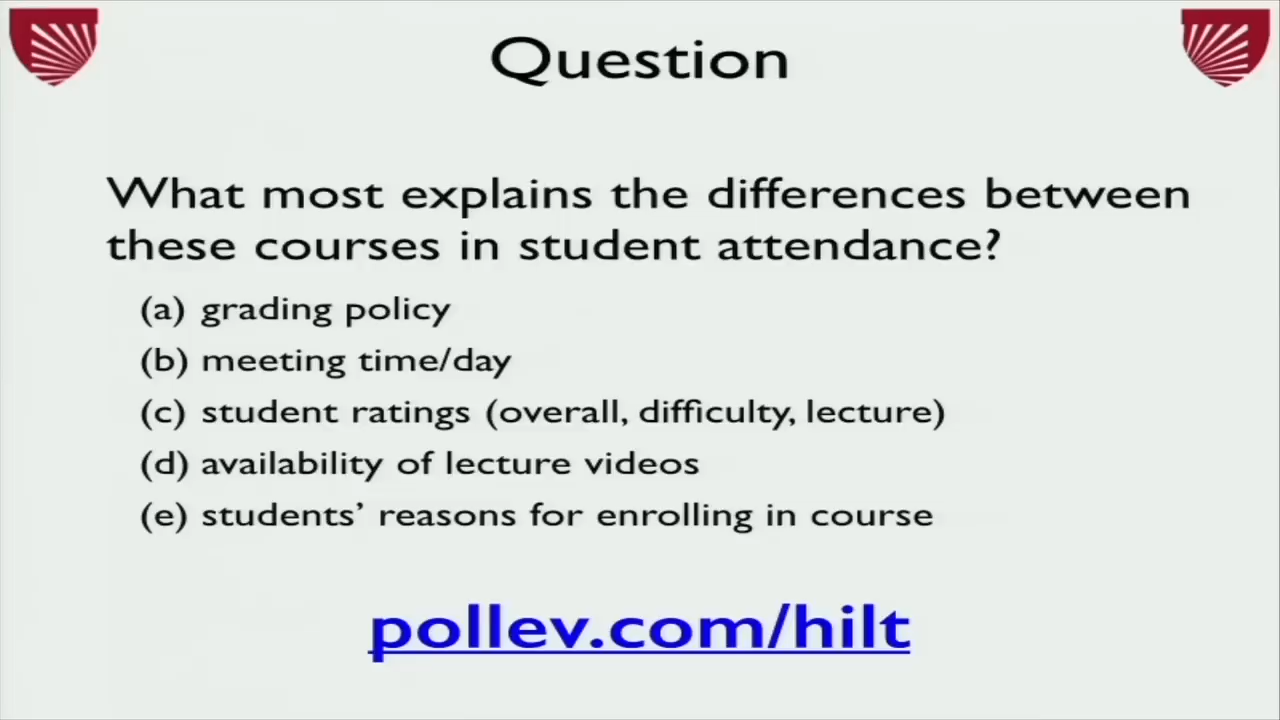 Question
What most explains the differences between
these courses in student attendance?
(a) grading policy
(b) meeting time/day
(c) student ratings (overall, difficulty, lecture)
(d) availability of lecture videos
(e) students’ reasons for enrolling in course
pollev.com/hilt